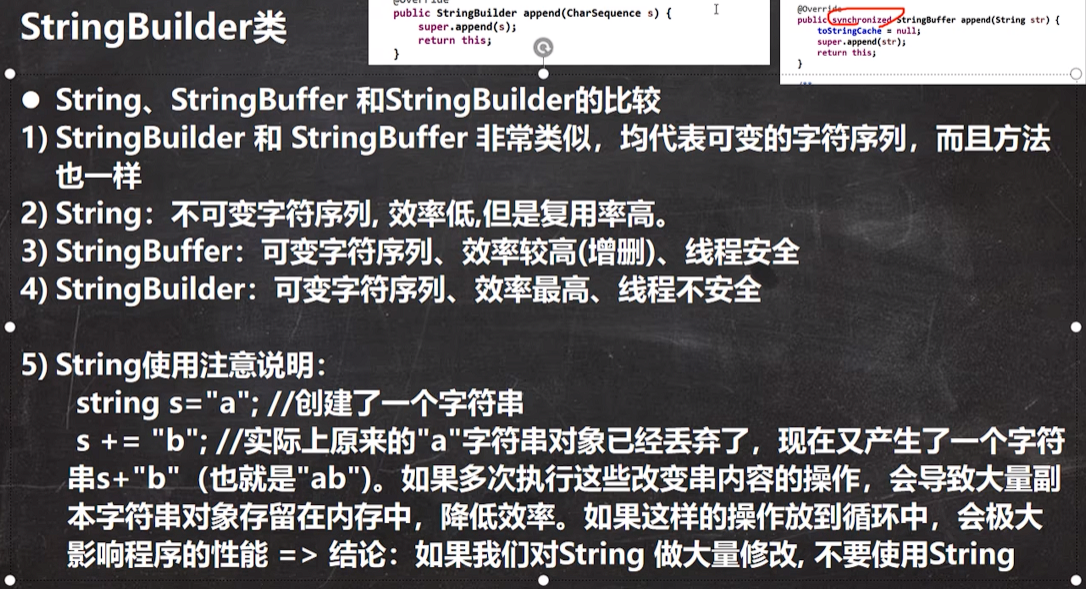 StringBuilder类
@Override
public StringBuilder append(CharSequence s) {
super.append(s);
return this;
}
@Override
public synchronized StringBuffer append(String str) {
toStringCache = null;
super.append(str);
return this;
}
● String、StringBuffer 和StringBuilder的比较
1) StringBuilder 和 StringBuffer 非常类似，均代表可变的字符序列，而且方法
也一样
2) String：不可变字符序列, 效率低,但是复用率高。
3) StringBuffer：可变字符序列、效率较高(增删)、线程安全
4) StringBuilder：可变字符序列、效率最高、线程不安全
5) String使用注意说明：
string s="a"; //创建了一个字符串
s += "b"; //实际上原来的"a"字符串对象已经丢弃了，现在又产生了一个字符
串s+"b"（也就是"ab"）。如果多次执行这些改变串内容的操作，会导致大量副
本字符串对象存留在内存中，降低效率。如果这样的操作放到循环中，会极大
影响程序的性能 => 结论：如果我们对String 做大量修改, 不要使用String